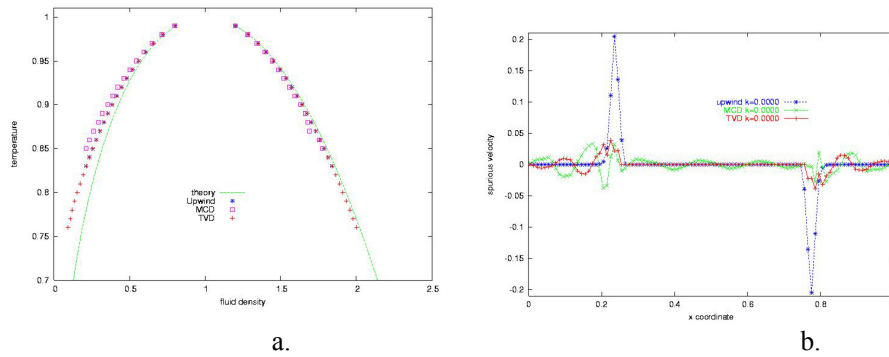 1
0.95
0.9
0.85
0.8
0.75
0.7
0
0.5
1
1.5
2
2.5
temperature
fluid density
theory
Upwind
MCD
TVD
a.
0.2
0.15
0.1
0.05
0
-0.05
-0.1
-0.15
-0.2
0
0.2
0.4
0.6
0.8
spurious velocity
x coordinate
upwind k=0.0000
MCD k=0.0000
TVD k=0.0000
b.